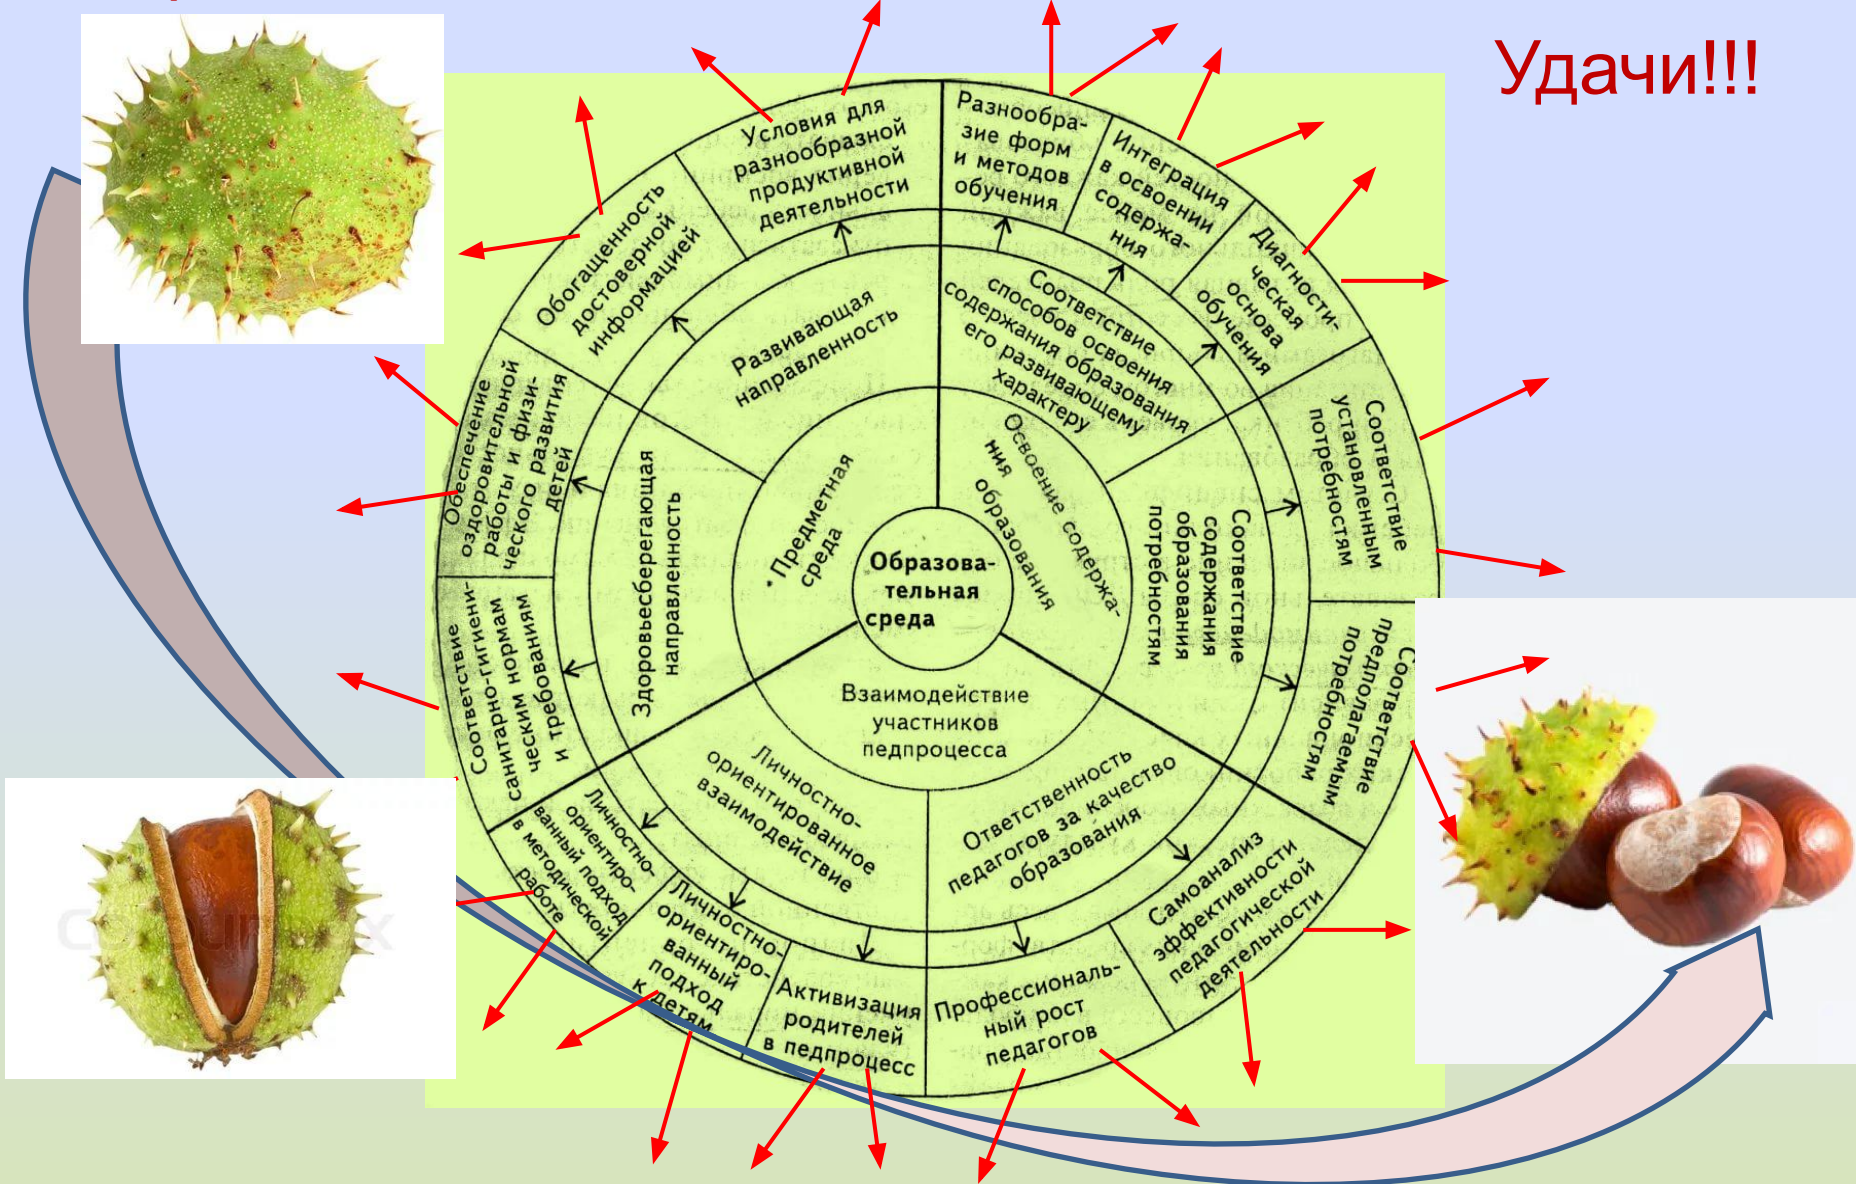 Удачи!!!
Условия для
разнообразной
продуктивной
деятельности
Разнообра-
зие форм
и методов
обучения
Интеграция
в освоении
содержа-
ния
Диагности-
ческая
основа
обучения
Соответствие
установленным
потребностям
Соответствие
предполагаемым
потребностям
Самоанализ
эффективности
педагогической
деятельности
Профессиональ-
ный рост
педагогов
Активизация
родителей
в педпроцесс
Личностно-
ориентиро-
ванный
подход
к детям
Личностно-
ориентиро-
ванный подход
в методической
работе
Соответствие
санитарно-гигиени-
ческим нормам
и требованиям
Обеспечение
оздоровительной
работы и физи-
ческого развития
детей
Обогащенность
достоверной
информацией
Развивающая
направленность
Соответствие
способов освоения
содержания образования
его развивающему
характеру
Соответствие
содержания
образования
потребностям
Ответственность
педагогов за качество
образования
Личностно-
ориентированное
взаимодействие
Здоровьесберегающая
направленность
Предметная
среда
Освоение содержа-
ния
образования
Взаимодействие
участников
педпроцесса
Образова-
тельная
среда